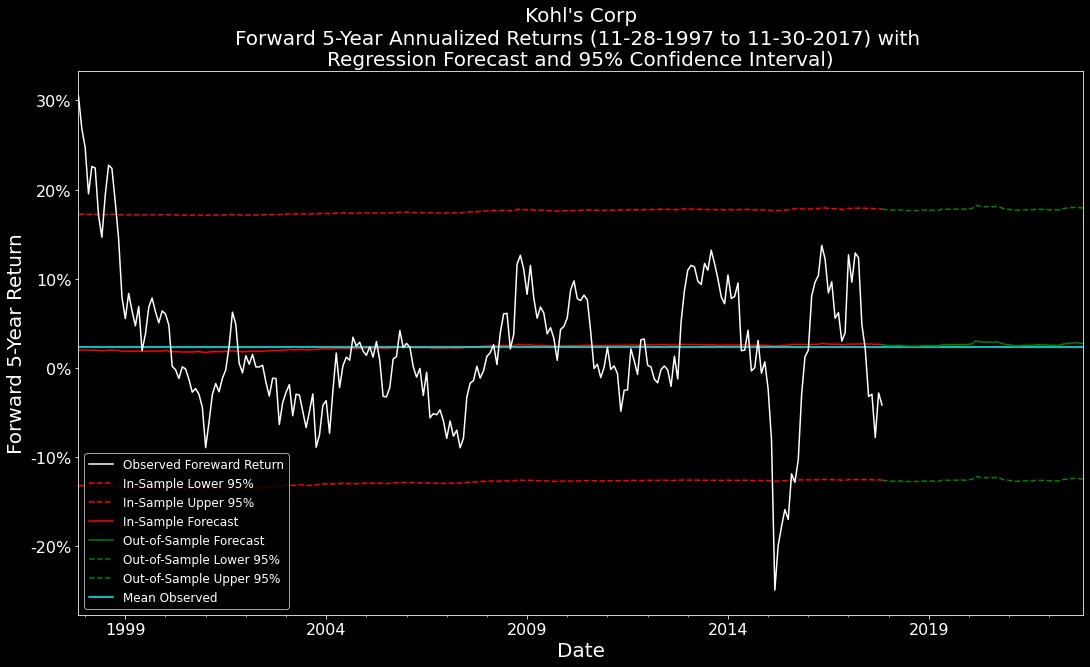 Kohl's Corp
Forward 5-Year Annualized Returns (11-28-1997 to 11-30-2017) with
Regression Forecast and 95% Confidence Interval)
30%
20%
10%
0%
-10%
-20%
Forward 5-Year Return
Observed Foreward Return
In-Sample Lower 95%
In-Sample Upper 95%
In-Sample Forecast
Out-of-Sample Forecast
Out-of-Sample Lower 95%
Out-of-Sample Upper 95%
Mean Observed
1999
2004
2009
2014
2019
Date